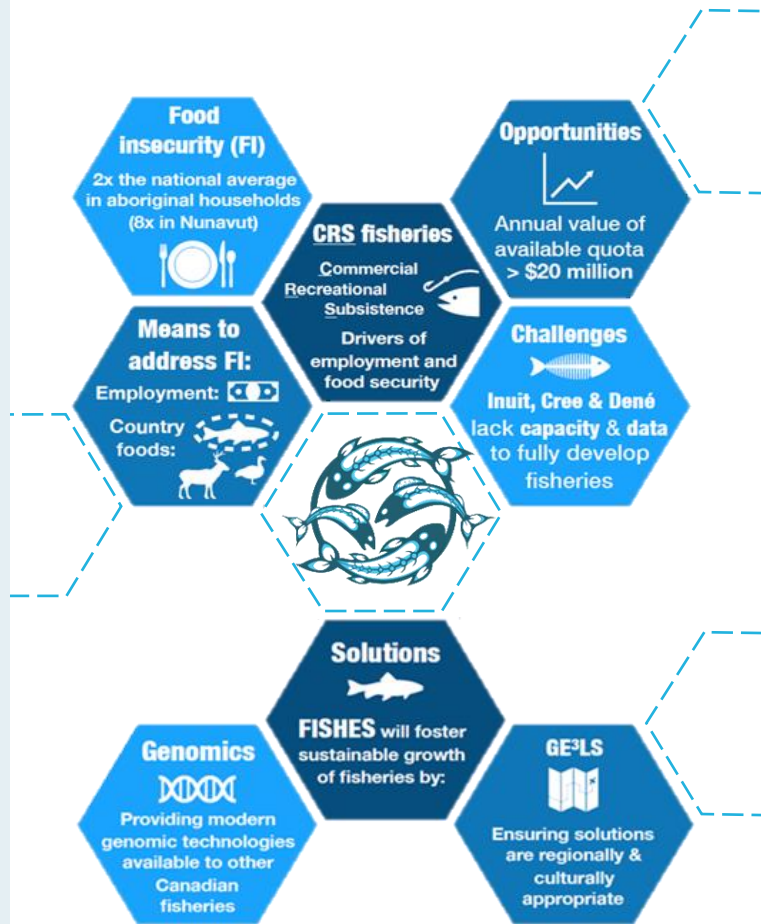 Food
insecurity (FI)
2x the national average
in aboriginal households
(8x in Nunavut)
Opportunities
Annual value of
available quota
> $20 million
CRS fisheries
Commercial
Recreational
Subsistence
Drivers of
employment and
food security
Means to
address FI:
Employment:
Country
foods:
Challenges
Inuit, Cree & Dené
lack capacity & data
to fully develop
fisheries
Solutions
FISHES will foster
sustainable growth
of fisheries by:
Genomics
Providing modern
genomic technologies
available to other
Canadian
fisheries
GE³LS
Ensuring solutions
are regionally &
culturally
appropriate